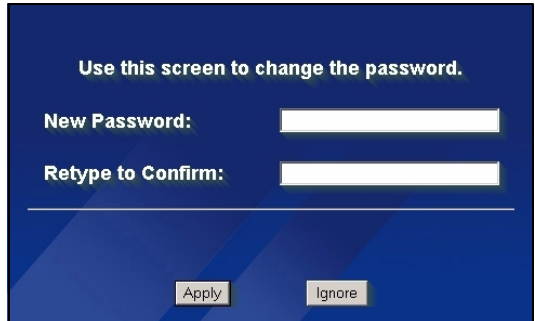 Use this screen to change the password.
New Password:
Retype to Confirm:
Apply Ignore